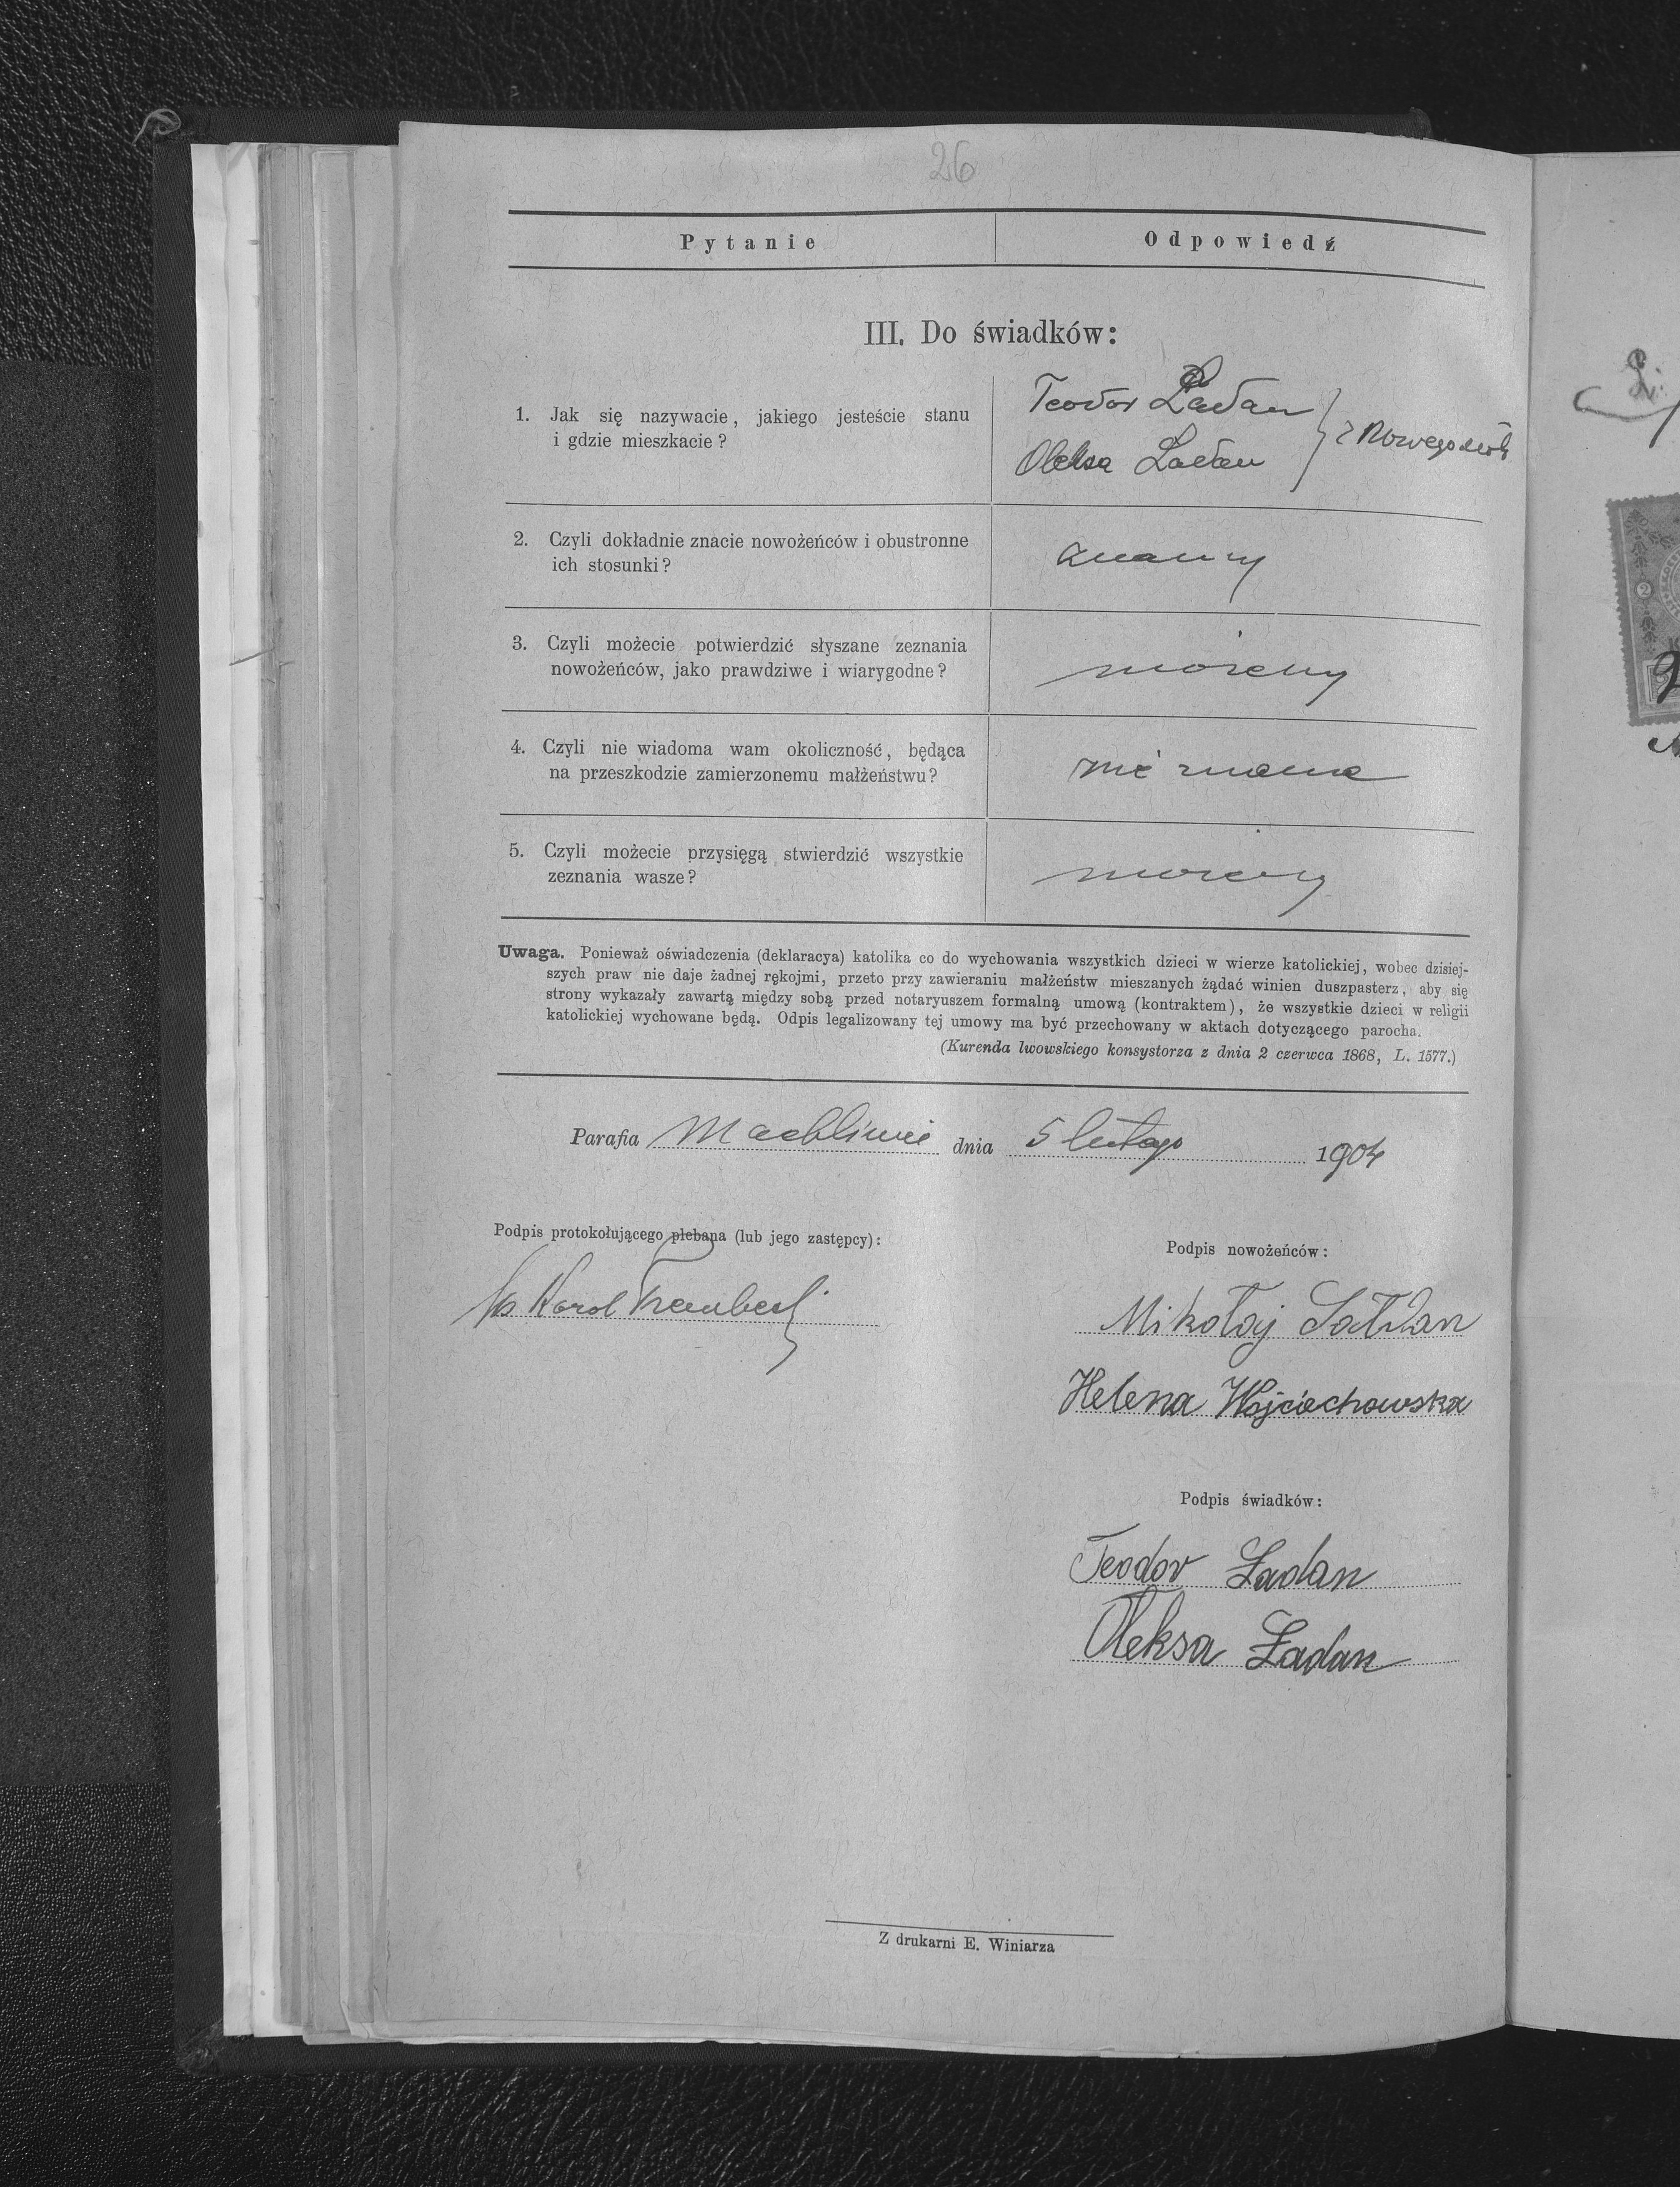 26
Pytanie Odpowiedź
III. Do świadków:
1. Jak się nazywacie, jakiego jesteście stanu
i gdzie mieszkacie?
Teodor Ładan
Oleksa Ładan
z Nowego
2. Czyli dokładnie znacie nowożeńców i obustronne
ich stosunki?
znamy
3. Czyli możecie potwierdzić słyszane zeznania
nowożeńców, jako prawdziwe i wiarygodne?
możemy
4. Czyli nie wiadoma wam okoliczność, będąca
na przeszkodzie zamierzonemu małżeństwu?
nie znana
5. Czyli możecie przysięgą stwierdzić wszystkie
zeznania wasze?
możemy
Uwaga. Ponieważ oświadczenia (deklaracya) katolika co do wychowania wszystkich dzieci w wierze katolickiej, wobec dzisiej-
szych praw nie daje żadnej rękojmi, przeto przy zawieraniu małżeństw mieszanych żądać winien duszpasterz, aby się
strony wykazały zawartą między sobą przed notaryuszem formalną umową (kontraktem), że wszystkie dzieci w religii
katolickiej wychowane będą. Odpis legalizowany tej umowy ma być przechowany w aktach dotyczącego parocha.
(Kurenda lwowskiego konsystorza z dnia 2 czerwca 1868, L. 1577.)
Parafia Machliniec dnia 5 lutego 1904
Podpis protokołującego plebana (lub jego zastępcy):
Karol
Podpis nowożeńców:
Mikołaj
Helena Wojciechowska
Podpis świadków:
Teodor Ładan
Oleksa Ładan
Z drukarni E. Winiarza